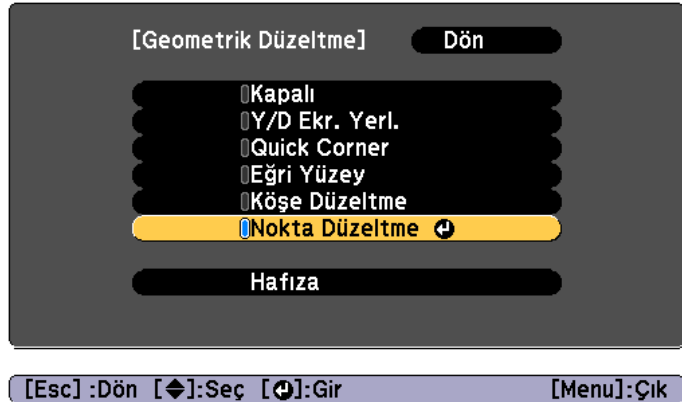 [Geometrik Düzeltme] Dön
Kapalı
Y/D Ekr. Yerl.
Quick Corner
Eğri Yüzey
Köşe Düzeltme
Nokta Düzeltme
Hafıza
[Esc] :Dön [◆]:Seç [↵]:Gir [Menu]:Çık